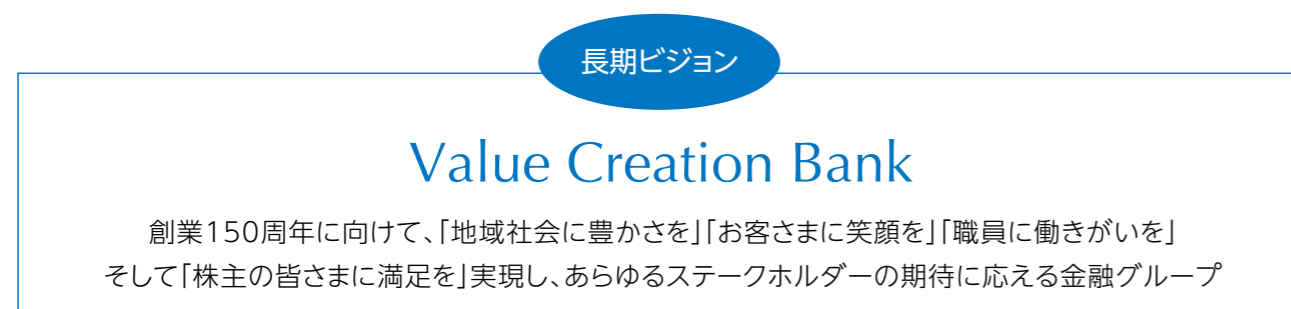 長期ビジョン
Value Creation Bank
創業150周年に向けて、「地域社会に豊かさを」「お客さまに笑顔を」「職員に働きがいを」
そして「株主の皆さまに満足を」実現し、あらゆるステークホルダーの期待に応える金融グループ